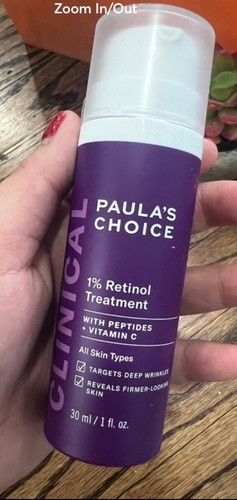 Zoom In/Out
CLINICAL
PAULA'S
CHOICE
1% Retinol
Treatment
WITH PEPTIDES
+ VITAMIN C
All Skin Types
TARGETS DEEP WRINKLES
REVEALS FIRMER-LOOKING
SKIN
30 ml / 1 fl. oz.